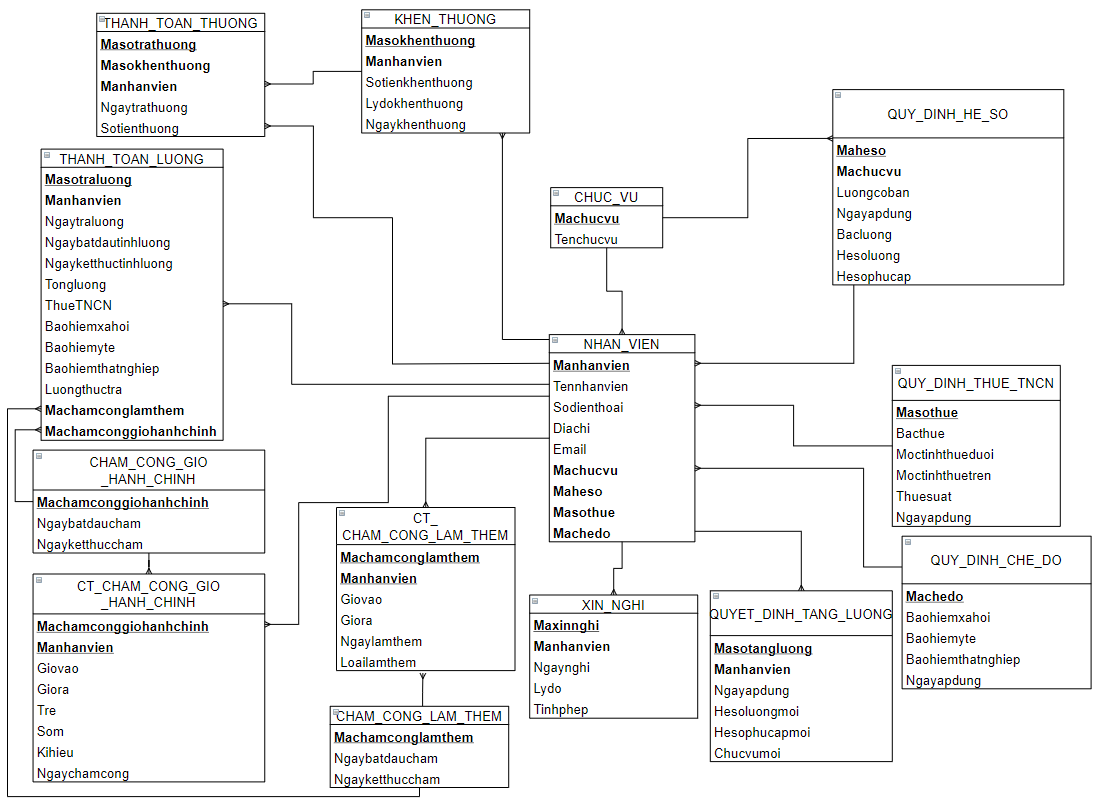 THANH_TOAN_THUONG
Masotrathuong
Masokhenthuong
Manhanvien
Ngaytrathuong
Sotienthuong
KHEN_THUONG
Masokhenthuong
Manhanvien
Sotienkhenthuong
Lydokhenthuong
Ngaykhenthuong
QUY_DINH_HE_SO
Maheso
Machucvu
Luongcoban
Ngayapdung
Bacluong
Hesoluong
Hesophucap
THANH_TOAN_LUONG
Masotraluong
Manhanvien
Ngaytraluong
Ngaybatdautinhluong
Ngayketthuctinhluong
Tongluong
ThueTNCN
Baohiemxahoi
Baohiemyte
Baohiemthatnghiep
Luongthuctra
Machamconglamthem
Machamconggiohanhchinh
CHUC_VU
Machucvu
Tenchucvu
NHAN_VIEN
Manhanvien
Tennhanvien
Sodienthoai
Diachi
Email
Machucvu
Maheso
Masothue
Machedo
QUY_DINH_THUE_TNCN
Masothue
Bacthue
Moctinhthueduoi
Moctinhthuetren
Thuesuat
Ngayapdung
CHAM_CONG_GIO
_HANH_CHINH
Machamconggiohanhchinh
Ngaybatdaucham
Ngayketthuccham
CT_
CHAM_CONG_LAM_THEM
Machamconglamthem
Manhanvien
Giovao
Giora
Ngaylamthem
Loailamthem
QUY_DINH_CHE_DO
Machedo
Baohiemxahoi
Baohiemyte
Baohiemthatnghiep
Ngayapdung
CT_CHAM_CONG_GIO
_HANH_CHINH
Machamconggiohanhchinh
Manhanvien
Giovao
Giora
Tre
Som
Kihieu
Ngaychamcong
XIN_NGHI
Maxinnghi
Manhanvien
Ngaynghi
Lydo
Tinhphep
QUYET_DINH_TANG_LUONG
Masotangluong
Manhanvien
Ngayapdung
Hesoluongmoi
Hesophucapmoi
Chucvumoi
CHAM_CONG_LAM_THEM
Machamconglamthem
Ngaybatdaucham
Ngayketthuccham